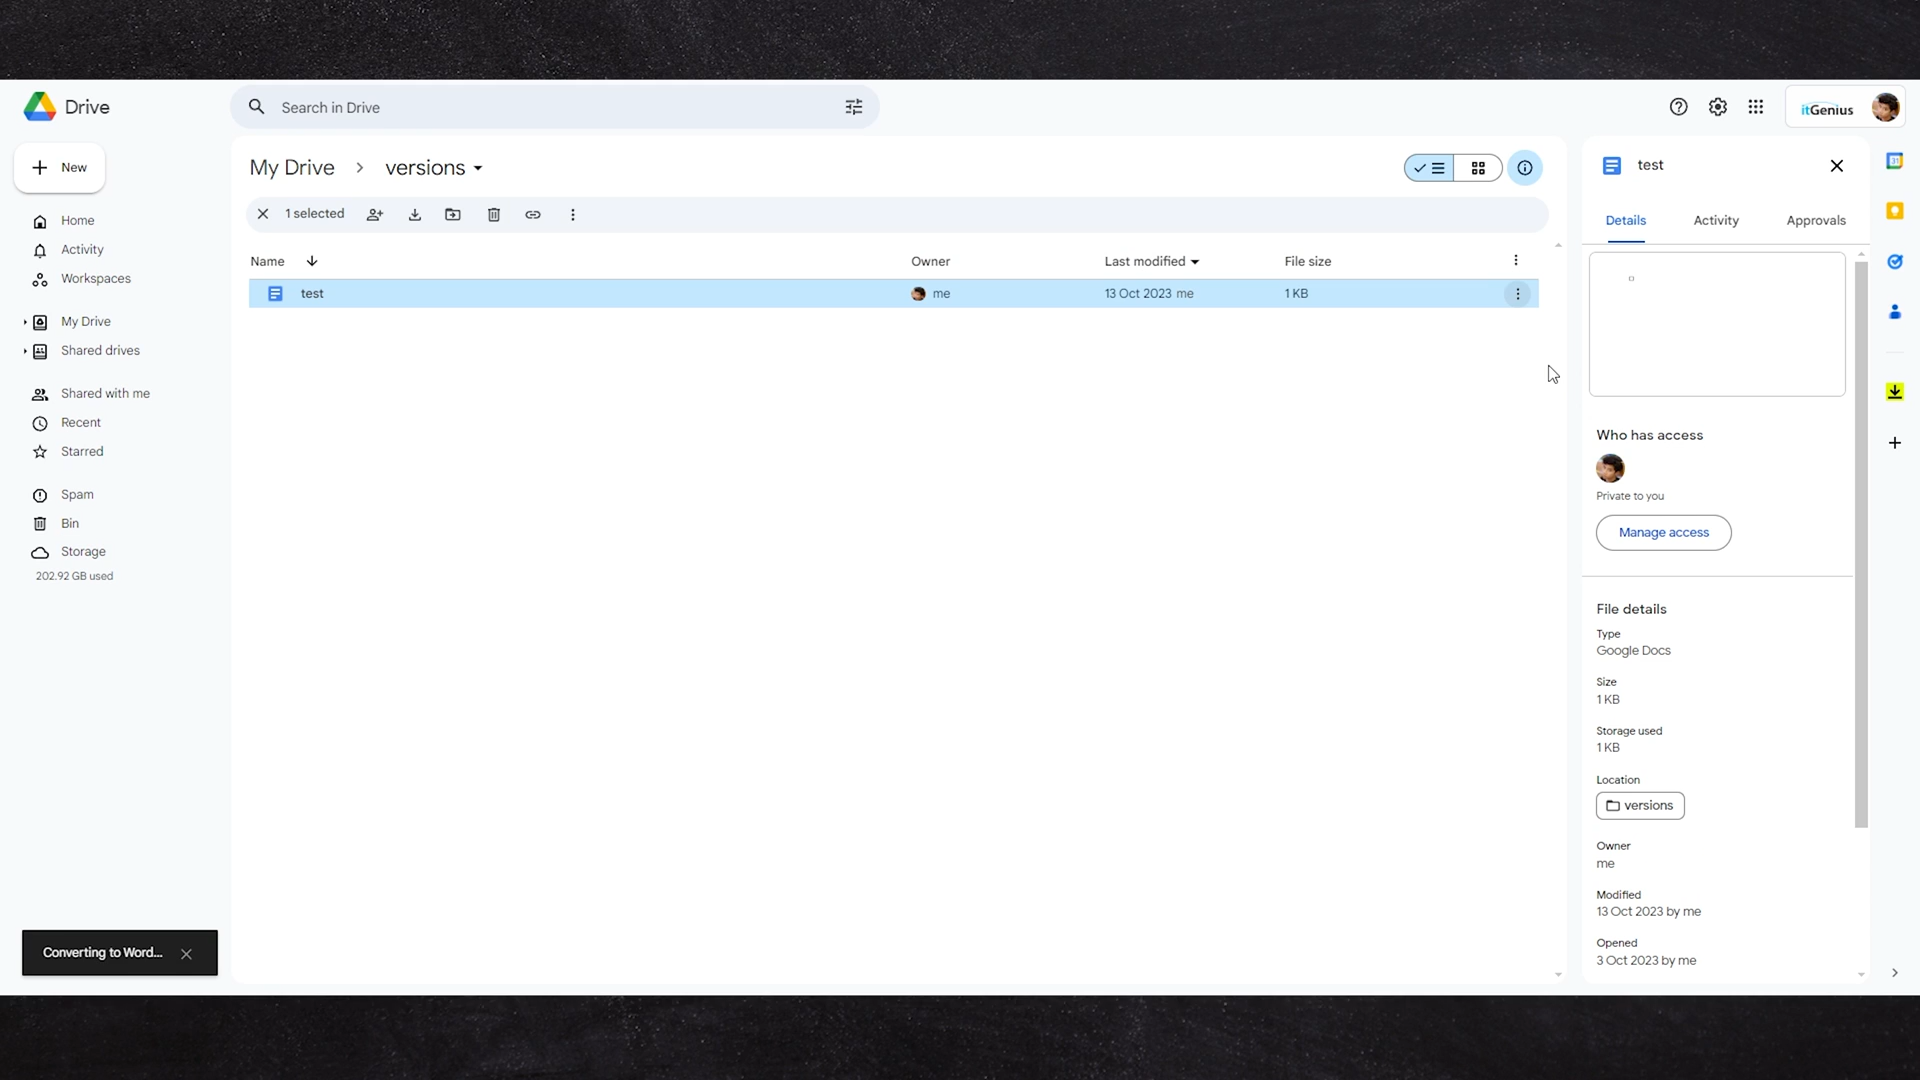 Drive
Search in Drive
itGenius
New
My Drive
versions
test
1 selected
Details
Activity
Approvals
Home
Activity
Workspaces
Name
Owner
Last modified
File size
test
me
13 Oct 2023 me
1 KB
My Drive
Shared drives
Shared with me
Recent
Starred
Who has access
Private to you
Manage access
Spam
Bin
Storage
202.92 GB used
File details
Type
Google Docs
Size
1 KB
Storage used
1 KB
Location
versions
Owner
me
Modified
13 Oct 2023 by me
Opened
3 Oct 2023 by me
Converting to Word...
31